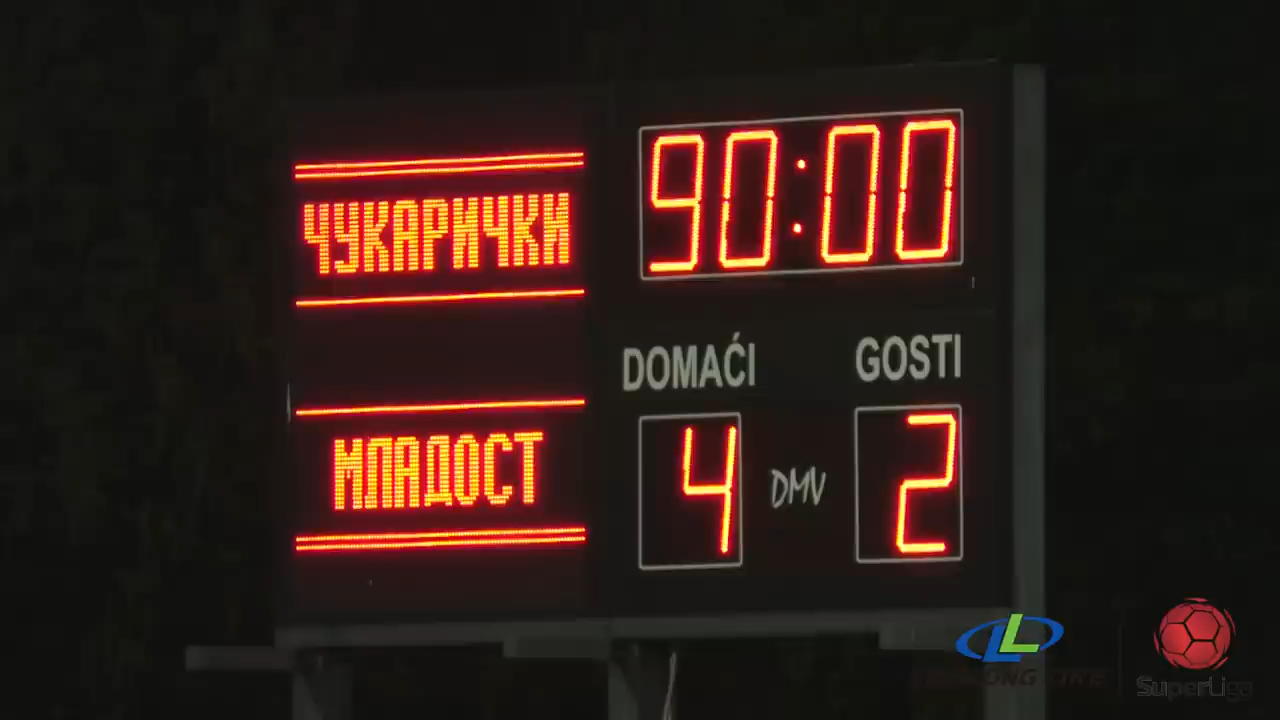 ЧУКАРИЧКИ
90:00
DOMAĆI GOSTI
МЛАДОСТ
4 DMV 2
SuperLiga